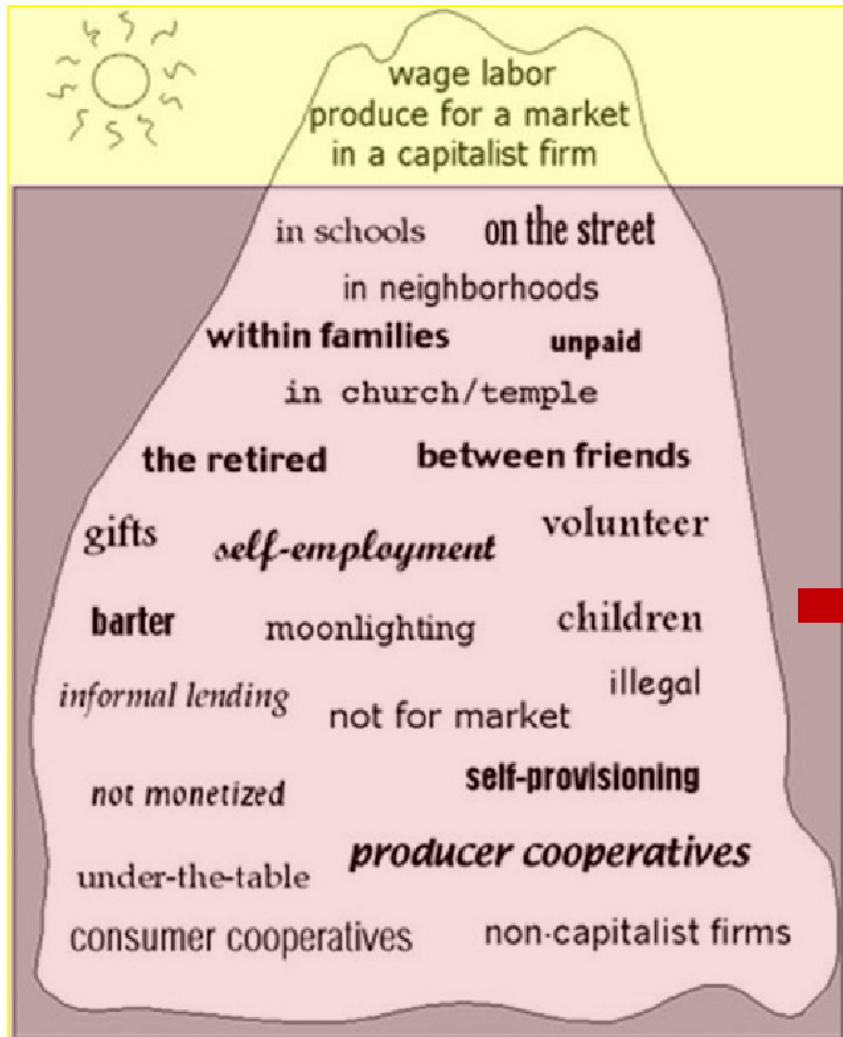 wage labor
produce for a market
in a capitalist firm
in schools on the street
in neighborhoods
within families unpaid
in church/temple
the retired between friends
gifts self-employment volunteer
barter moonlighting children
informal lending not for market illegal
not monetized self-provisioning
under-the-table producer cooperatives
consumer cooperatives non-capitalist firms